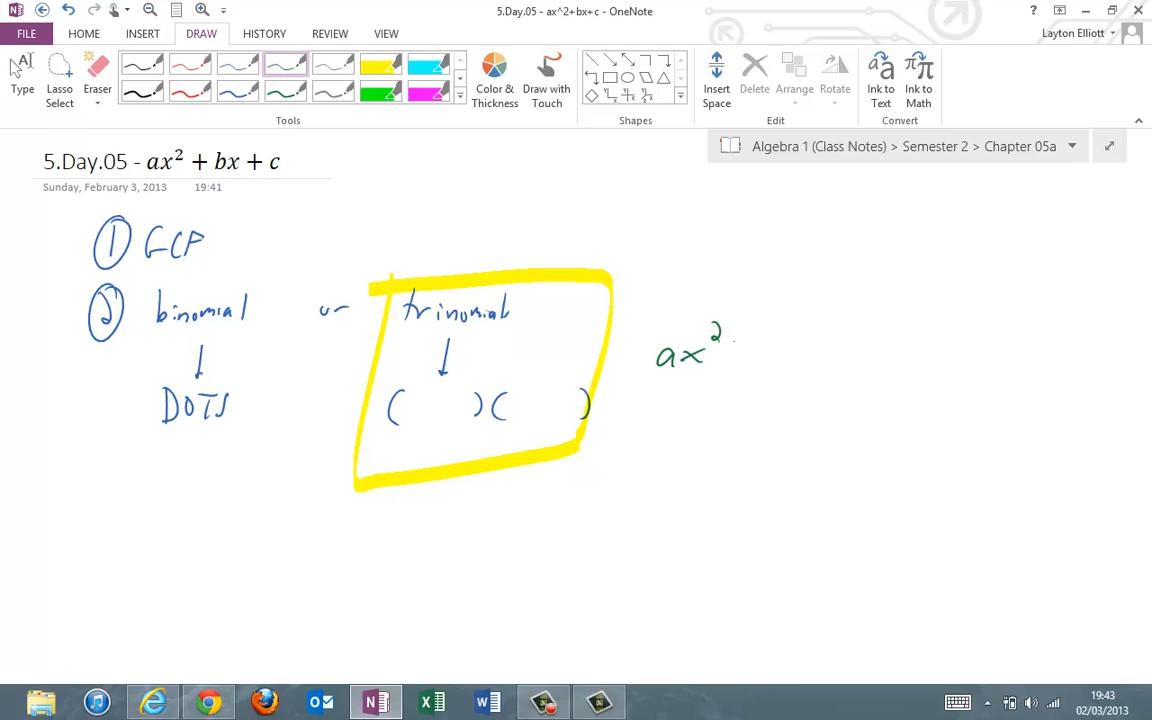 5.Day.05 - ax^2+bx+c - OneNote
?
FILE HOME INSERT DRAW HISTORY REVIEW VIEW
Layton Elliott
Type
Lasso Select
Eraser
Color & Thickness
Draw with Touch
Insert Space
Delete
Arrange
Rotate
Ink to Text
Ink to Math
Tools
Shapes
Edit
Convert
5.Day.05 - ax² + bx + c
Algebra 1 (Class Notes) > Semester 2 > Chapter 05a
Sunday, February 3, 2013 19:41
① GCF
② binomial or trinomial
ax²
DOTS ( )( )
19:43
02/03/2013